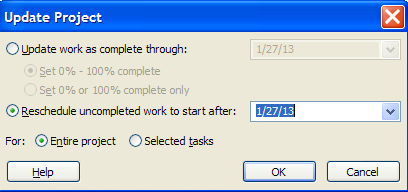 Update Project
Update work as complete through: 1/27/13
Set 0% - 100% complete
Set 0% or 100% complete only
Reschedule uncompleted work to start after: 1/27/13
For: Entire project Selected tasks
Help OK Cancel